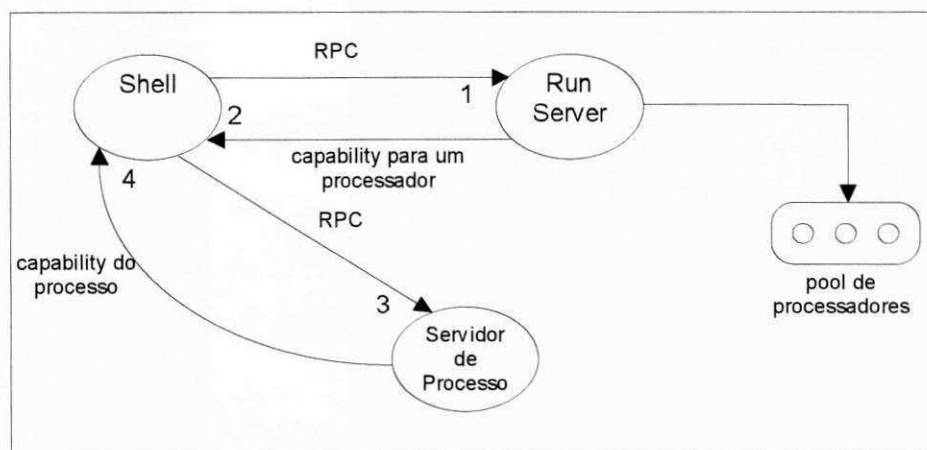 RPC
Shell
Run
Server
1
2
capability para um
processador
4
RPC
capability do
processo
3
pool de
processadores
Servidor
de
Processo